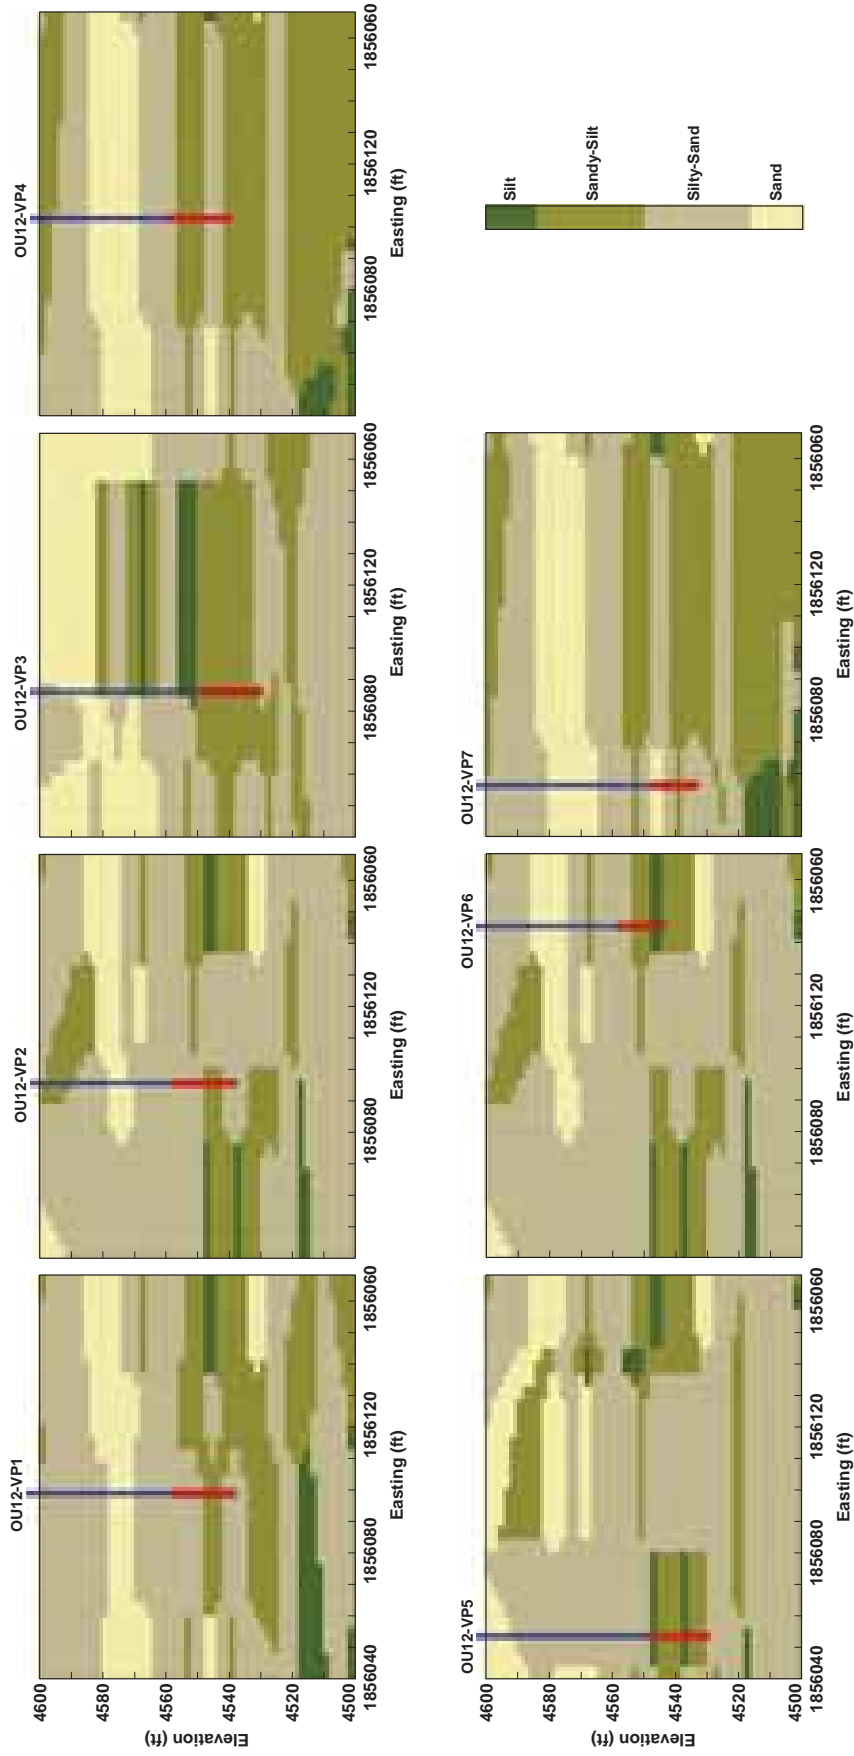 OU12-VP1
OU12-VP2
OU12-VP3
OU12-VP4
Elevation (ft)
4600
4580
4560
4540
4520
4500
1856040 1856080 1856120 1856060
1856080 1856120 1856060
1856080 1856120 1856060
1856080 1856120 1856060
Easting (ft)
Easting (ft)
Easting (ft)
Easting (ft)
OU12-VP5
OU12-VP6
OU12-VP7
Elevation (ft)
4600
4580
4560
4540
4520
4500
1856040 1856080 1856120 1856060
1856080 1856120 1856060
1856080 1856120 1856060
Easting (ft)
Easting (ft)
Easting (ft)
Silt
Sandy-Silt
Silty-Sand
Sand